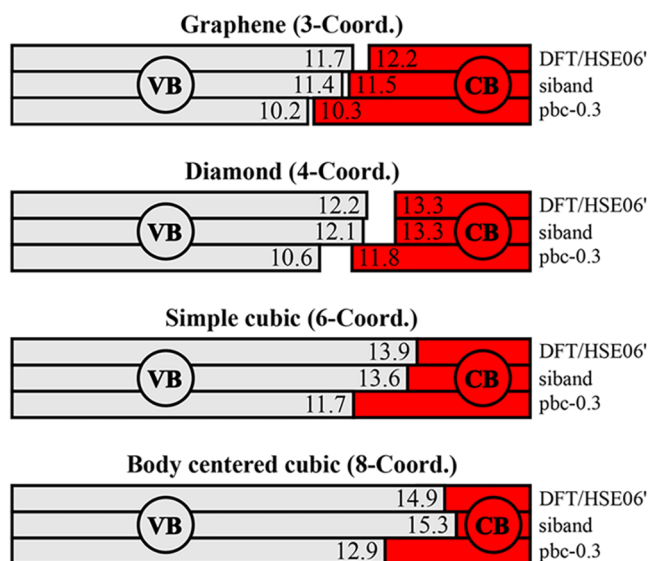 Graphene (3-Coord.)
11.7 12.2 DFT/HSE06'
VB 11.4 11.5 CB siband
10.2 10.3 pbc-0.3
Diamond (4-Coord.)
12.2 13.3 DFT/HSE06'
VB 12.1 13.3 CB siband
10.6 11.8 pbc-0.3
Simple cubic (6-Coord.)
13.9 DFT/HSE06'
VB 13.6 CB siband
11.7 pbc-0.3
Body centered cubic (8-Coord.)
14.9 DFT/HSE06'
VB 15.3 CB siband
12.9 pbc-0.3